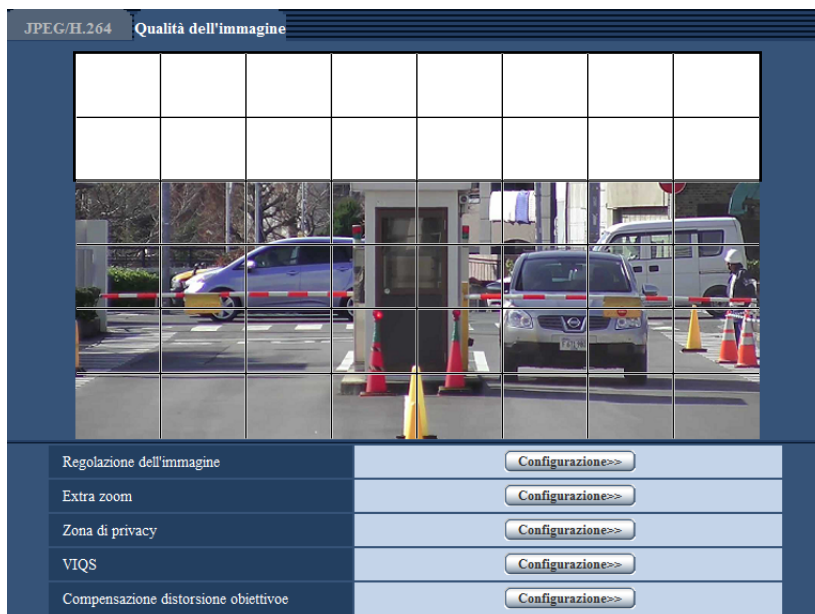 JPEG/H.264 Qualità dell'immagine
Regolazione dell'immagine Configurazione>>
Extra zoom Configurazione>>
Zona di privacy Configurazione>>
VIQS Configurazione>>
Compensazione distorsione obiettivoe Configurazione>>